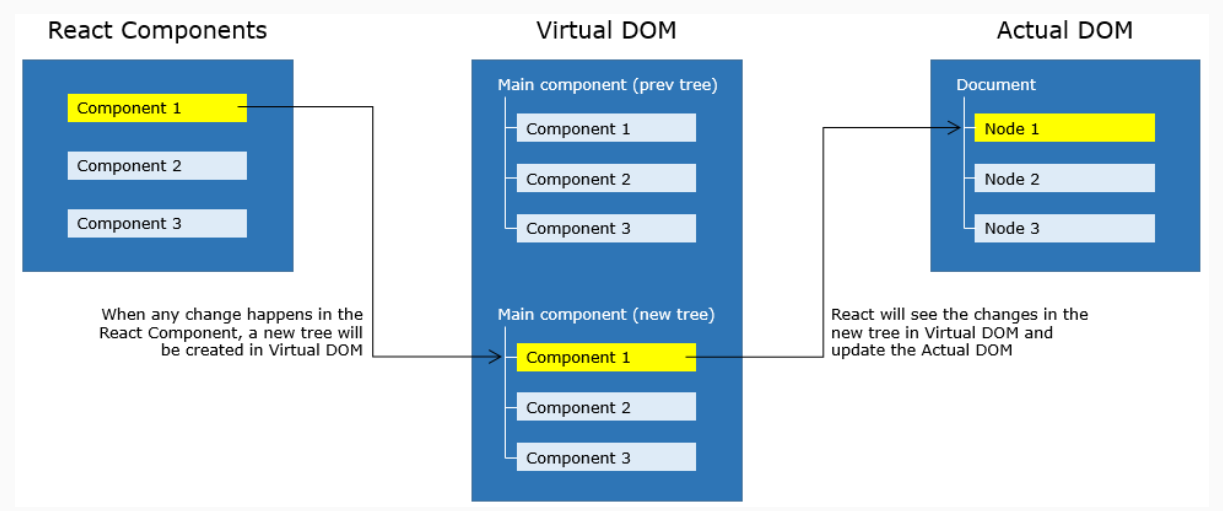 React Components
Virtual DOM
Actual DOM
Component 1
Component 2
Component 3
When any change happens in the
React Component, a new tree will
be created in Virtual DOM
Main component (prev tree)
Component 1
Component 2
Component 3
Main component (new tree)
Component 1
Component 2
Component 3
Document
Node 1
Node 2
Node 3
React will see the changes in the
new tree in Virtual DOM and
update the Actual DOM